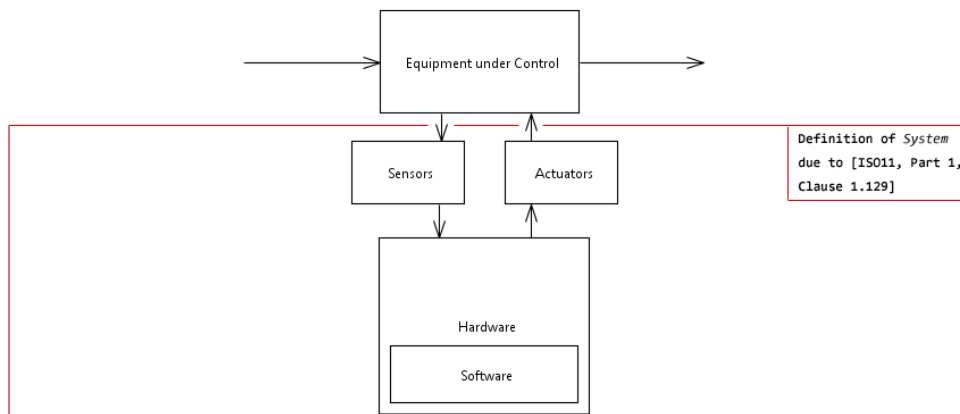 Equipment under Control
Definition of System
due to [ISO11, Part 1,
Clause 1.129]
Sensors
Actuators
Hardware
Software